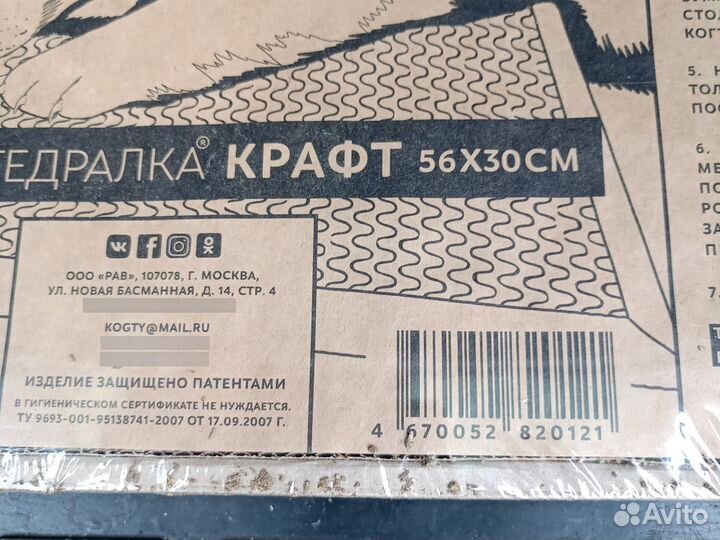 СТО
КОГТ
5. Н
ТОЛ
ПОС
ТЕДРАЛКА® КРАФТ 56X30СМ
6.
МЕ
ПО
РО
ЗА
П
7.
ООО «РАВ», 107078, Г. МОСКВА,
УЛ. НОВАЯ БАСМАННАЯ, Д. 14, СТР. 4
KOGTY@MAIL.RU
ИЗДЕЛИЕ ЗАЩИЩЕНО ПАТЕНТАМИ
В ГИГИЕНИЧЕСКОМ СЕРТИФИКАТЕ НЕ НУЖДАЕТСЯ.
ТУ 9693-001-95138741-2007 ОТ 17.09.2007 Г.
4 670052 820121
Avito